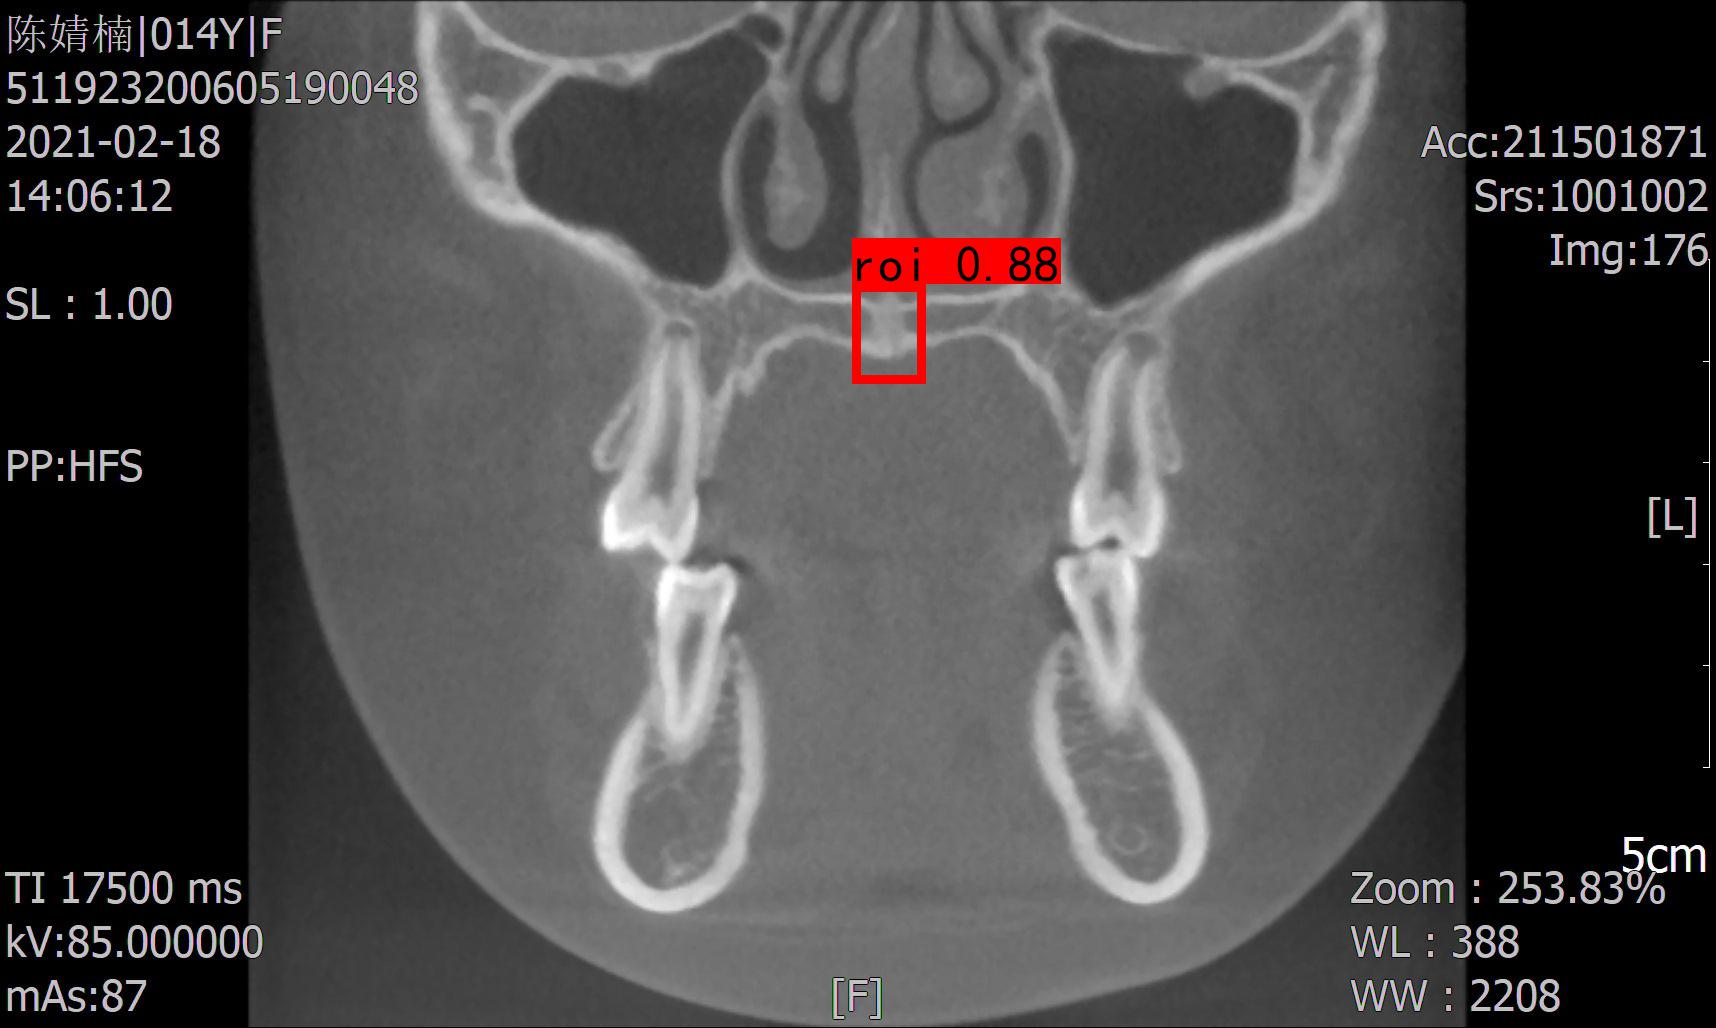 陈婧楠|014Y|F
511923200605190048
2021-02-18
14:06:12
SL : 1.00
PP:HFS
Acc:211501871
Srs:1001002
Img:176
roi 0.88
[L]
5cm
TI 17500 ms
kV:85.000000
mAs:87
[F]
Zoom : 253.83%
WL : 388
WW : 2208